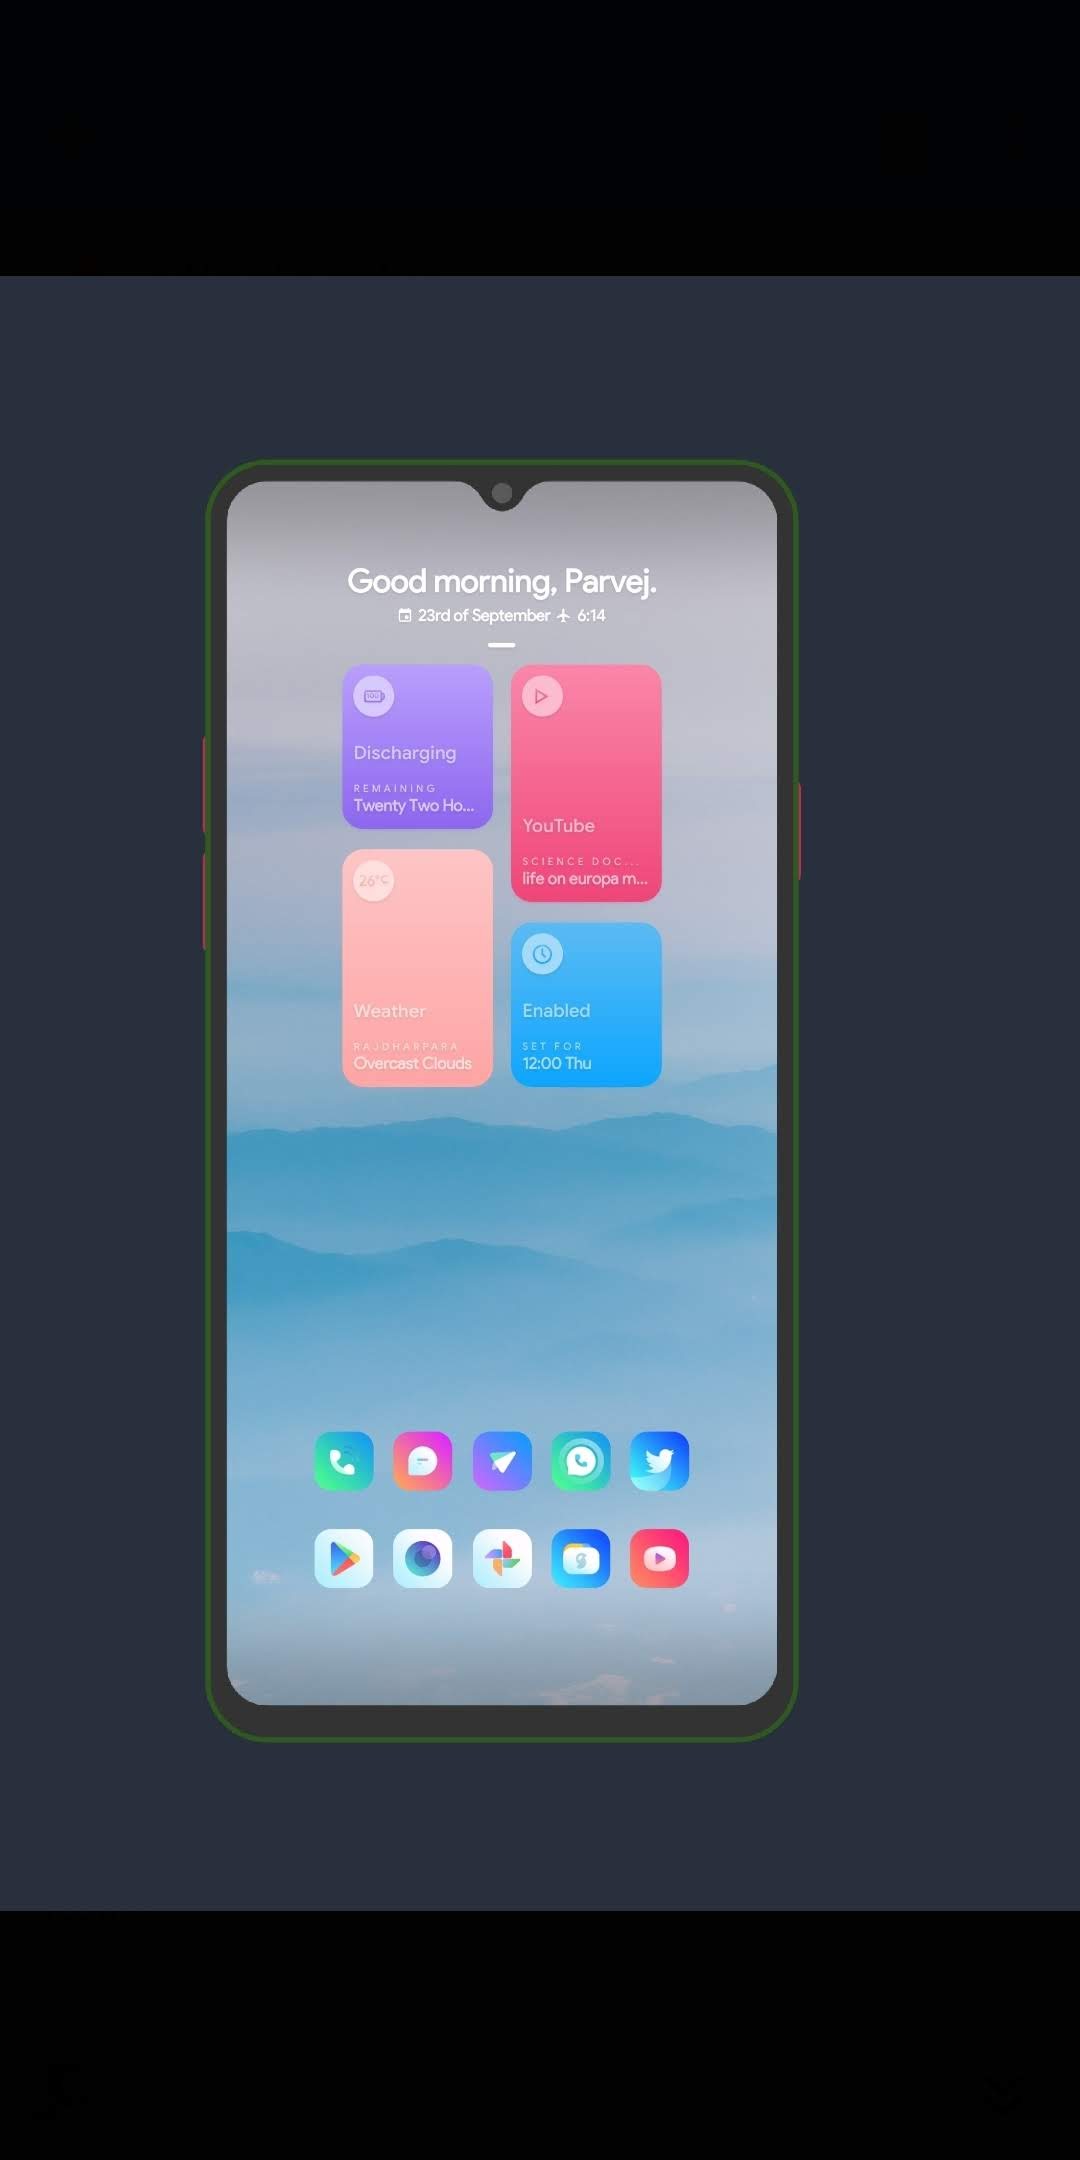 Good morning, Parvej.
23rd of September 6:14
100
Discharging
REMAINING
Twenty Two Ho...
YouTube
SCIENCE DOC...
life on europa m...
26°C
Weather
RAJDHARPARA
Overcast Clouds
Enabled
SET FOR
12:00 Thu